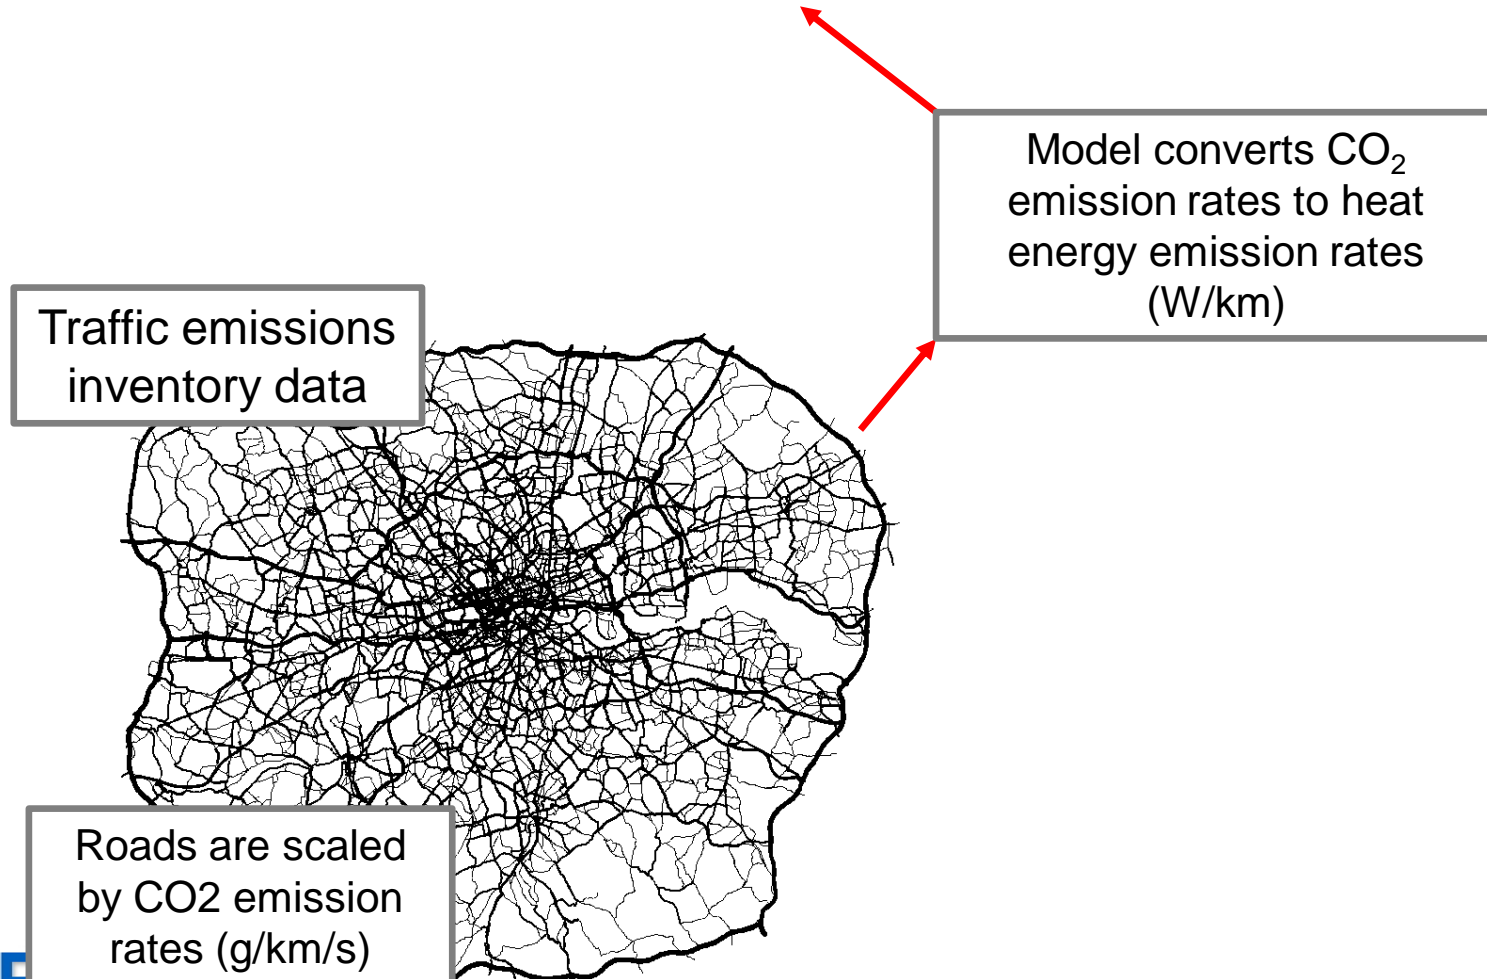 Model converts CO₂
emission rates to heat
energy emission rates
(W/km)
Traffic emissions
inventory data
Roads are scaled
by CO2 emission
rates (g/km/s)